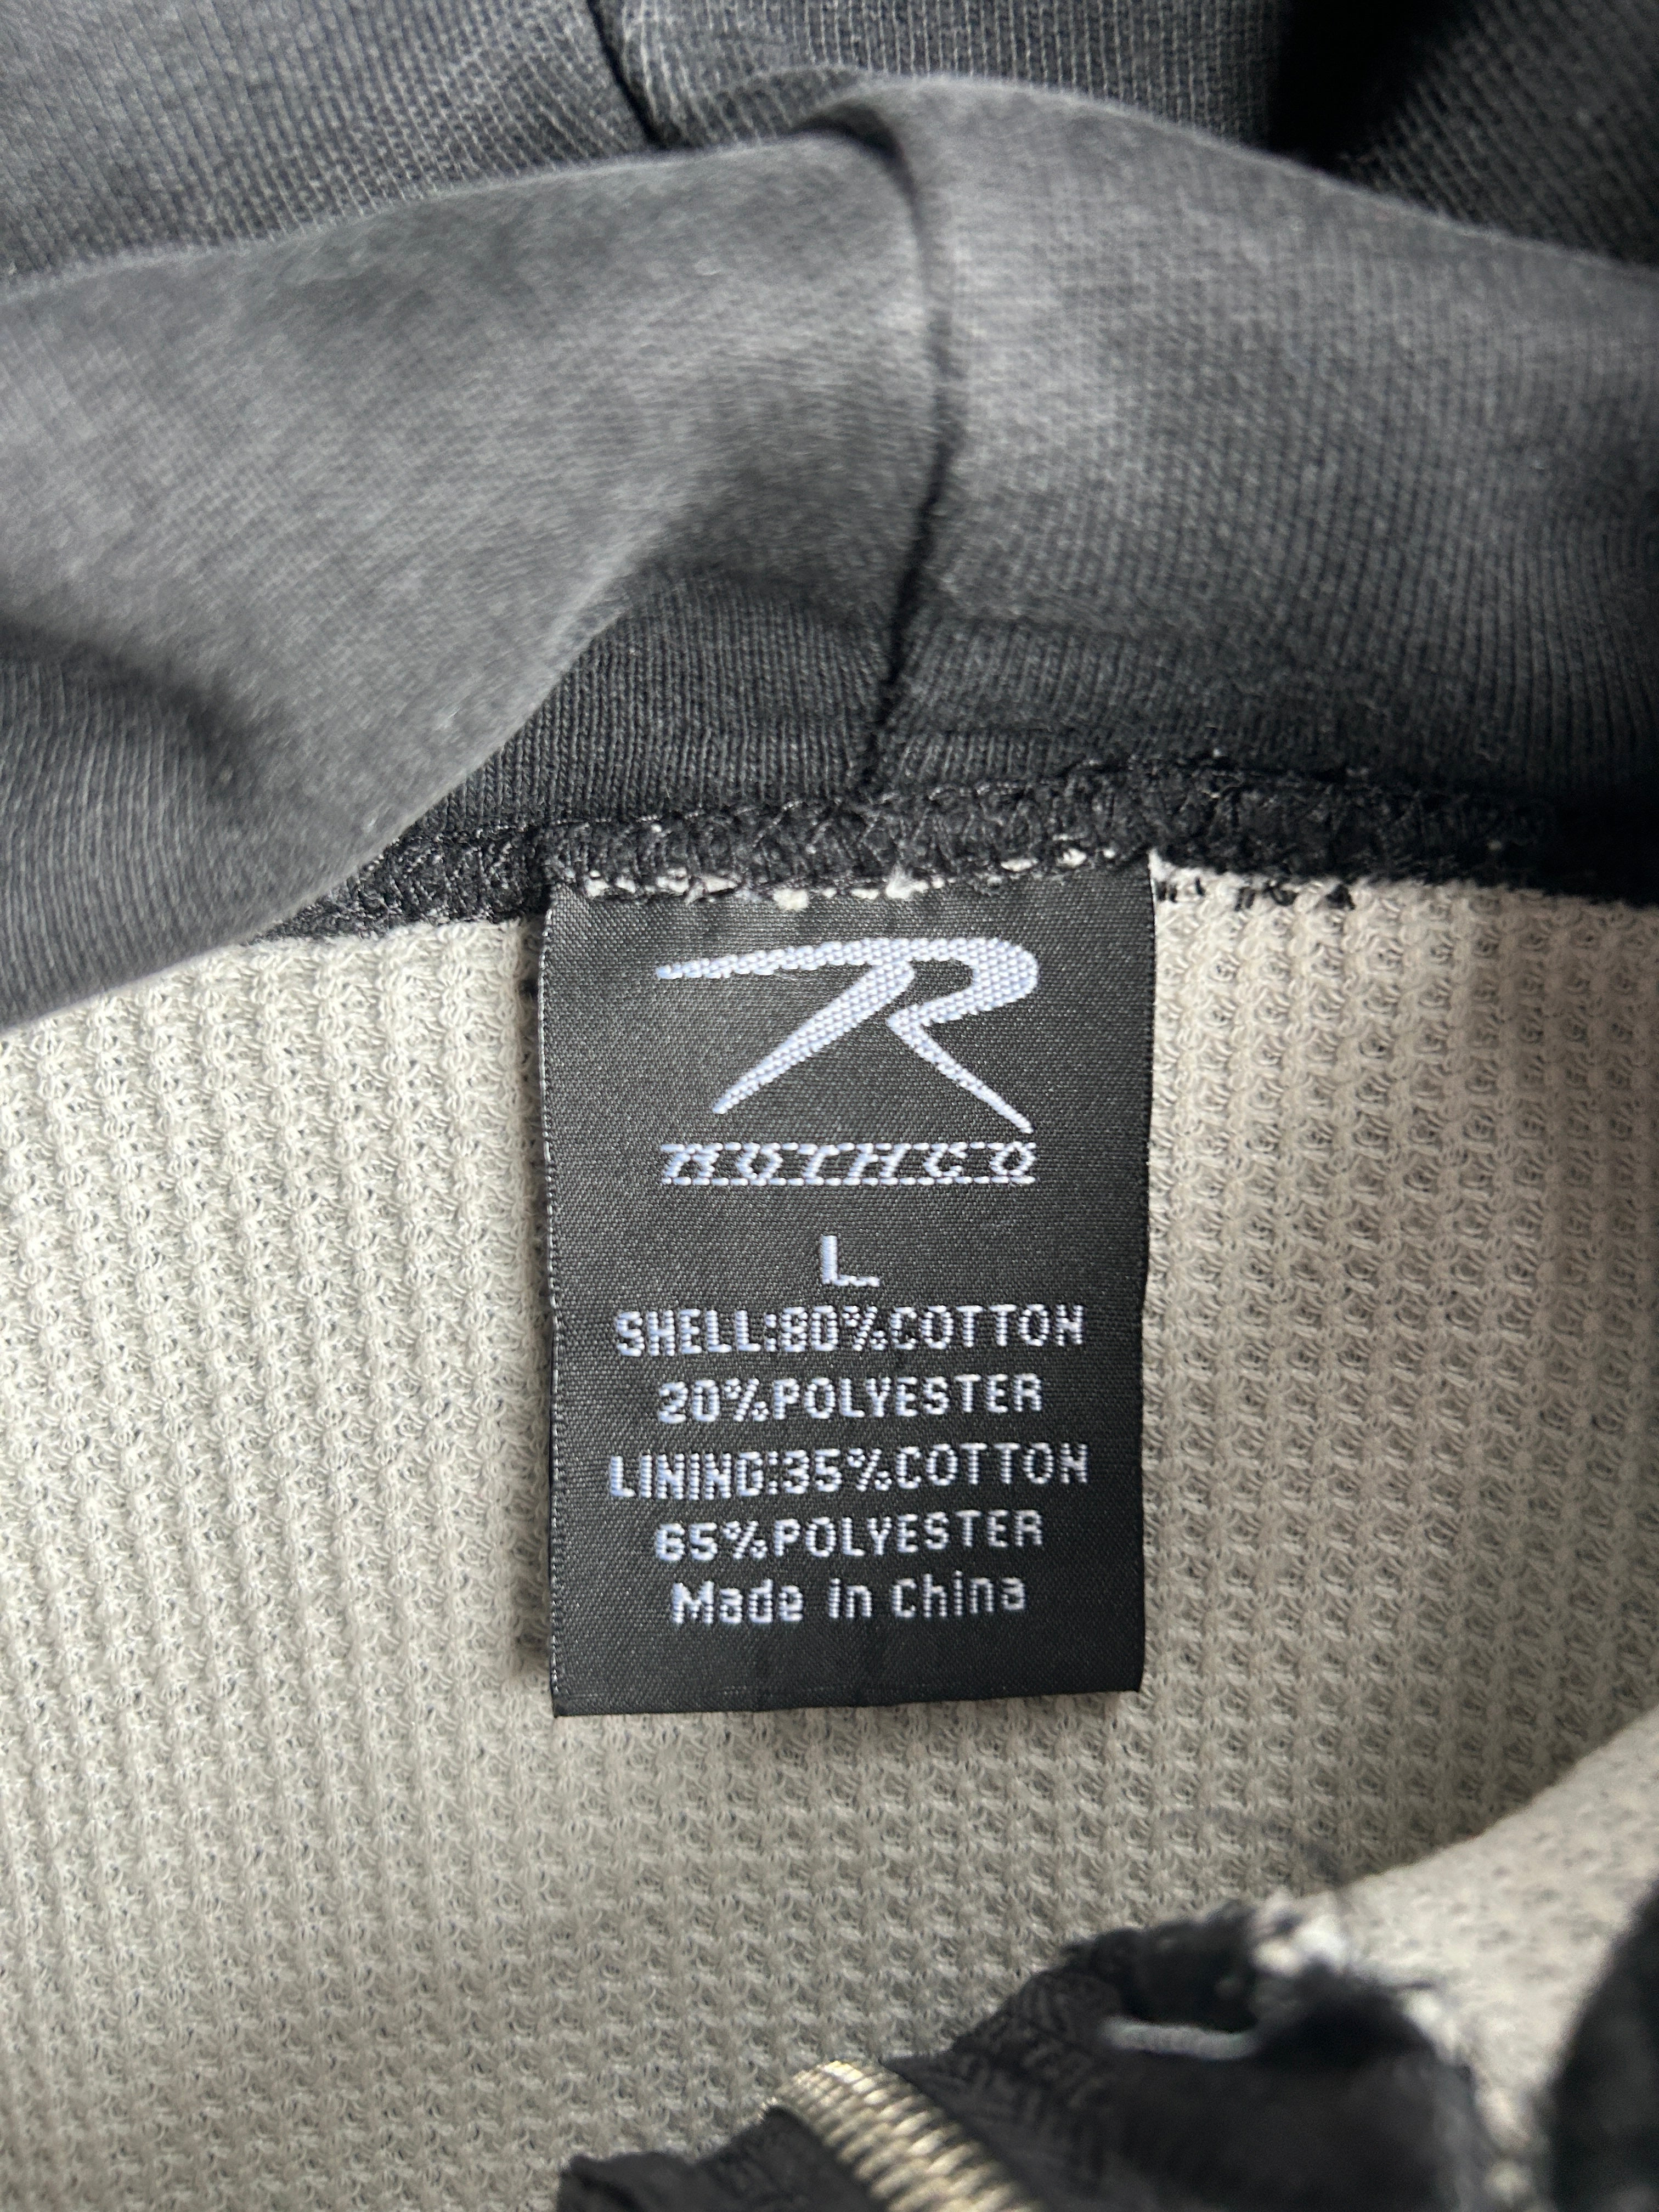 R
ROTHCO
L
SHELL:80%COTTON
20%POLYESTER
LINING:35%COTTON
65%POLYESTER
Made in China